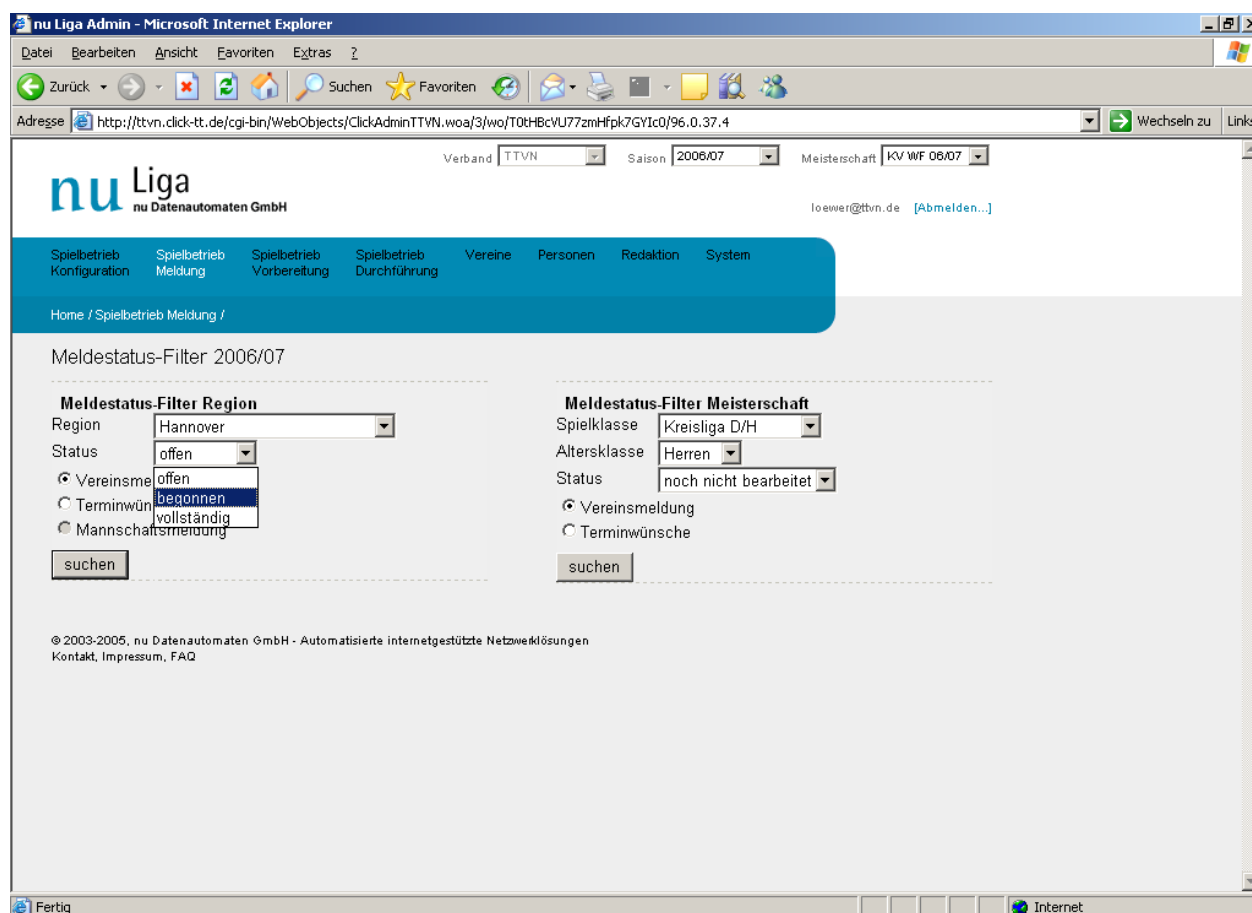 nu Liga Admin - Microsoft Internet Explorer
Datei Bearbeiten Ansicht Favoriten Extras ?
Zurück Suchen Favoriten
Adresse http://ttvn.click-tt.de/cgi-bin/WebObjects/ClickAdminTTVN.woa/3/wo/T0tHBcVU77zmHfpk7GYIc0/96.0.37.4 Wechseln zu Links
Verband TTVN Saison 2006/07 Meisterschaft KV WF 06/07
nu Liga
nu Datenautomaten GmbH
loewer@ttvn.de [Abmelden...]
Spielbetrieb Konfiguration Spielbetrieb Meldung Spielbetrieb Vorbereitung Spielbetrieb Durchführung Vereine Personen Redaktion System
Home / Spielbetrieb Meldung /
Meldestatus-Filter 2006/07
Meldestatus-Filter Region
Region Hannover
Status offen
offen
begonnen
vollständig
Vereinsme
Terminwün
Mannschaftsmeldung
suchen
Meldestatus-Filter Meisterschaft
Spielklasse Kreisliga D/H
Altersklasse Herren
Status noch nicht bearbeitet
Vereinsmeldung
Terminwünsche
suchen
© 2003-2005, nu Datenautomaten GmbH - Automatisierte internetgestützte Netzwerklösungen
Kontakt, Impressum, FAQ
Fertig Internet